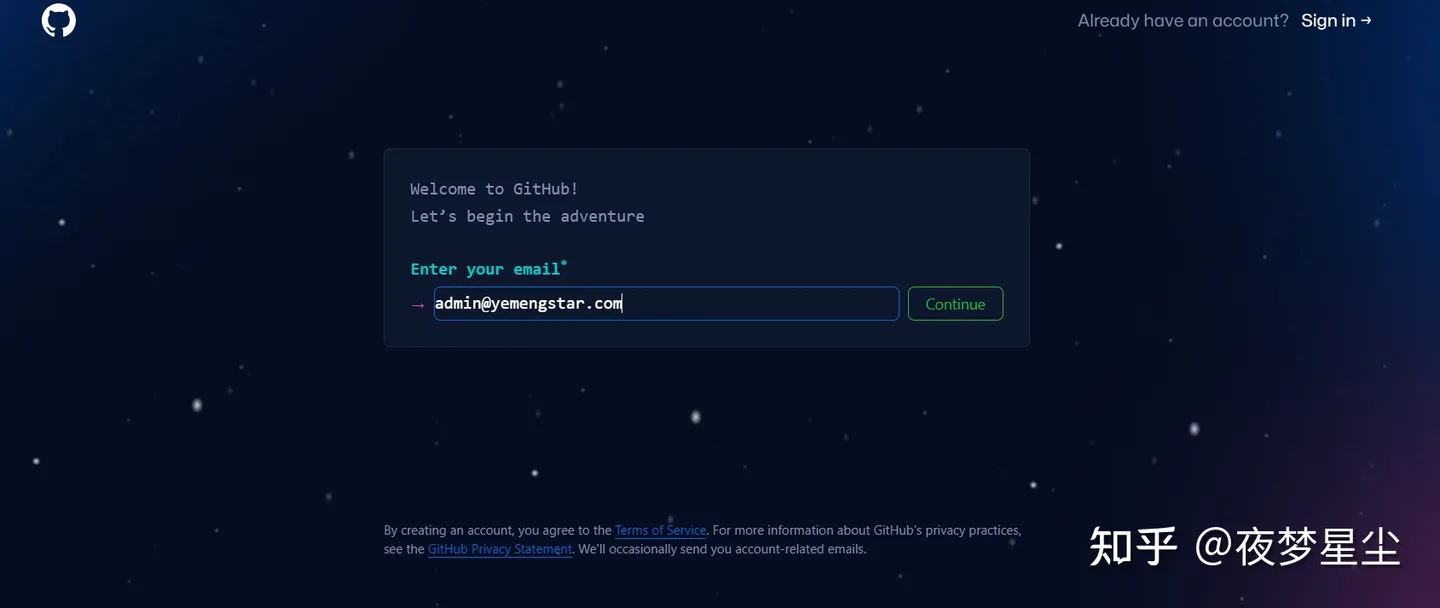 Already have an account? Sign in →
Welcome to GitHub!
Let’s begin the adventure
Enter your email*
→ admin@yemengstar.com Continue
By creating an account, you agree to the Terms of Service. For more information about GitHub's privacy practices,
see the GitHub Privacy Statement. We'll occasionally send you account-related emails.
知乎 @夜梦星尘